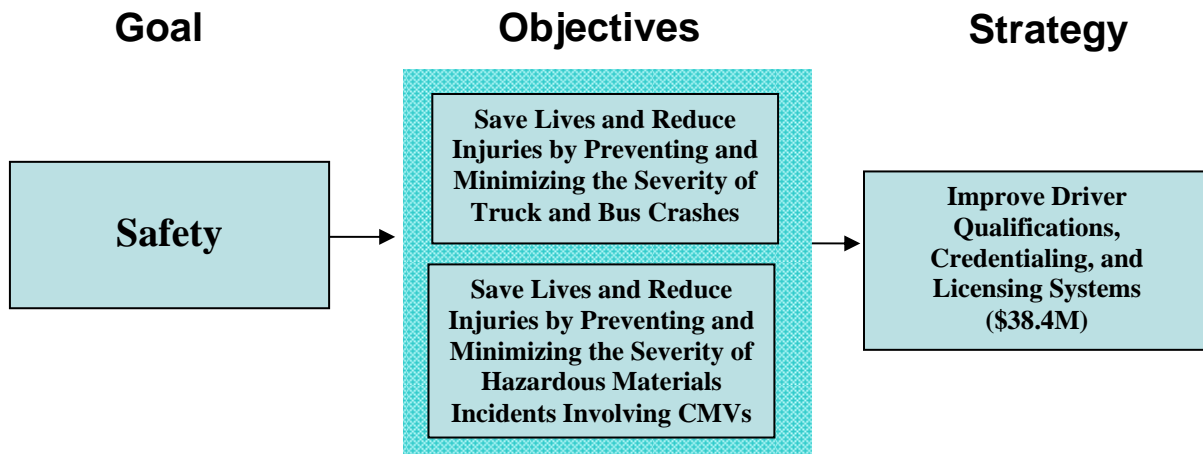 Goal
Objectives
Strategy
Safety
Save Lives and Reduce
Injuries by Preventing and
Minimizing the Severity of
Truck and Bus Crashes
Save Lives and Reduce
Injuries by Preventing and
Minimizing the Severity of
Hazardous Materials
Incidents Involving CMVs
Improve Driver
Qualifications,
Credentialing, and
Licensing Systems
($38.4M)